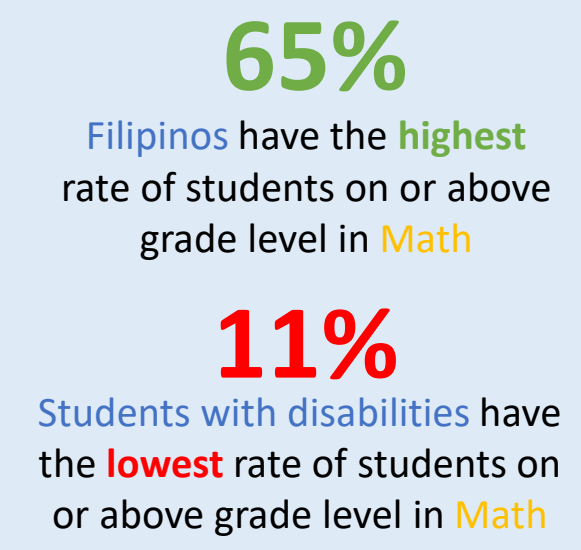 65%
Filipinos have the highest
rate of students on or above
grade level in Math
11%
Students with disabilities have
the lowest rate of students on
or above grade level in Math